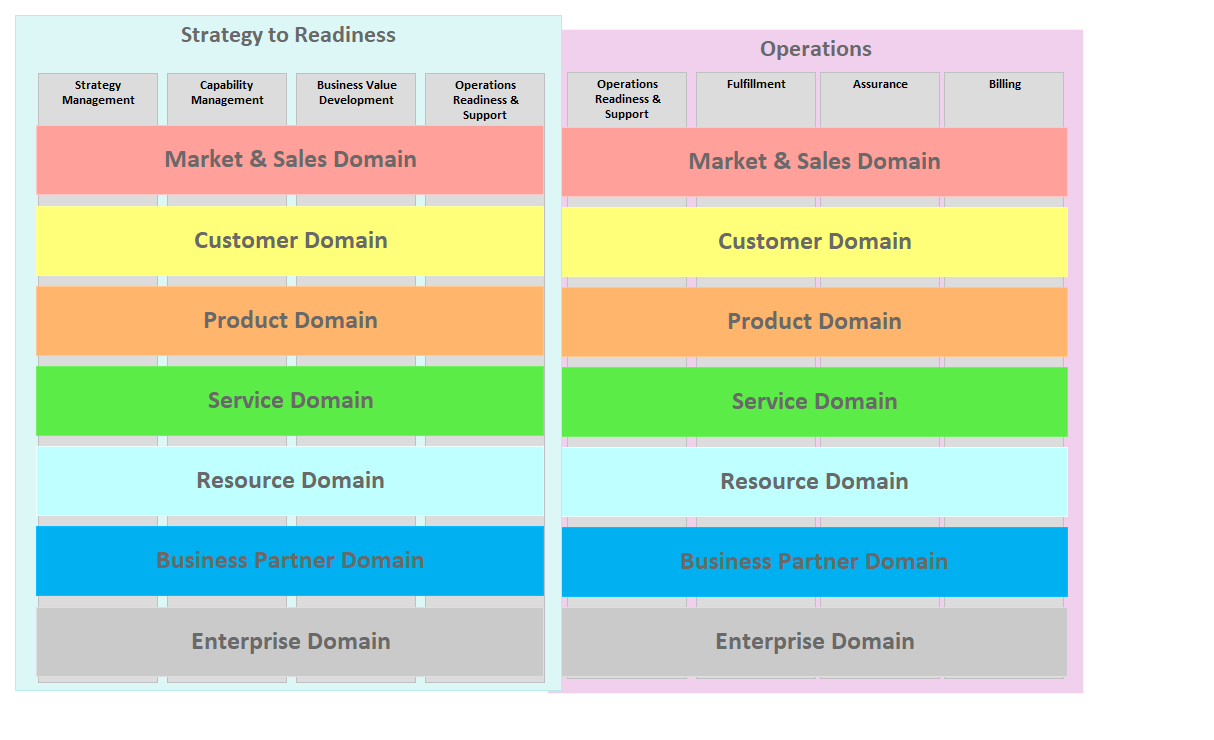 Strategy to Readiness
Strategy
Management
Capability
Management
Business Value
Development
Operations
Readiness &
Support
Market & Sales Domain
Customer Domain
Product Domain
Service Domain
Resource Domain
Business Partner Domain
Enterprise Domain
Operations
Operations
Readiness &
Support
Fulfillment
Assurance
Billing
Market & Sales Domain
Customer Domain
Product Domain
Service Domain
Resource Domain
Business Partner Domain
Enterprise Domain